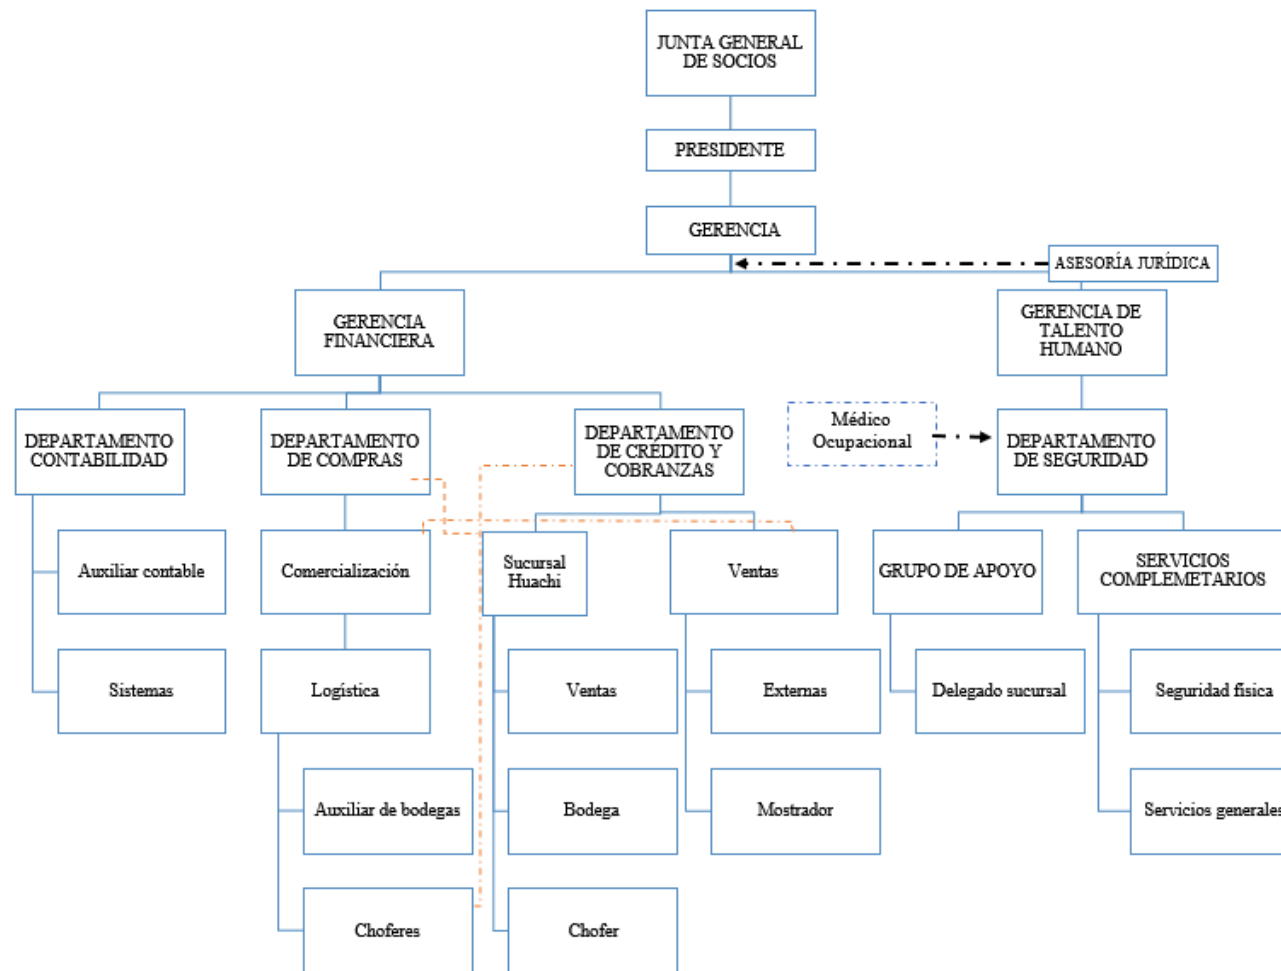 JUNTA GENERAL
DE SOCIOS
PRESIDENTE
GERENCIA
ASESORÍA JURÍDICA
GERENCIA
FINANCIERA
GERENCIA DE
TALENTO
HUMANO
DEPARTAMENTO
CONTABILIDAD
DEPARTAMENTO
DE COMPRAS
DEPARTAMENTO
DE CRÉDITO Y
COBRANZAS
Médico
Ocupacional
DEPARTAMENTO
DE SEGURIDAD
Auxiliar contable
Comercialización
Sucursal
Huachi
Ventas
GRUPO DE APOYO
SERVICIOS
COMPLEMETARIOS
Sistemas
Logística
Ventas
Externas
Delegado sucursal
Seguridad física
Auxiliar de bodegas
Bodega
Mostrador
Servicios generales
Choferes
Chofer